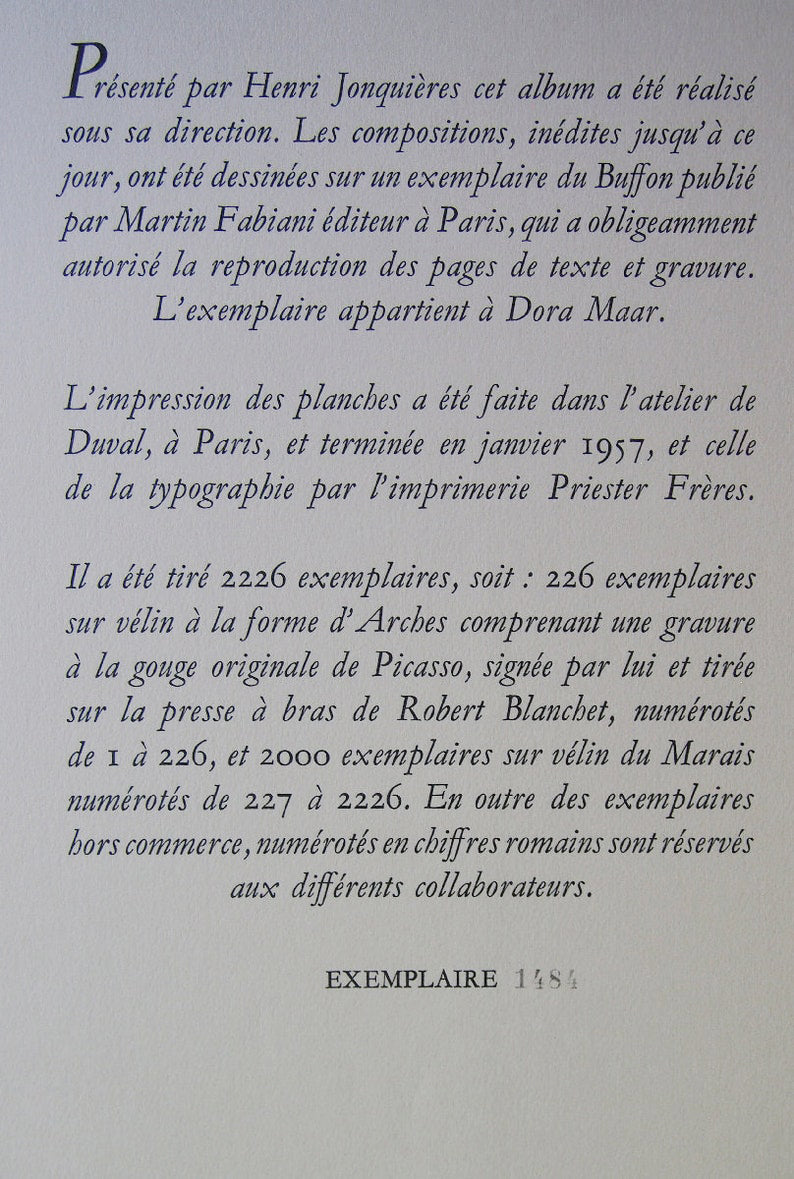 Présenté par Henri Jonquières cet album a été réalisé
sous sa direction. Les compositions, inédites jusqu'à ce
jour, ont été dessinées sur un exemplaire du Buffon publié
par Martin Fabiani éditeur à Paris, qui a obligeamment
autorisé la reproduction des pages de texte et gravure.
L'exemplaire appartient à Dora Maar.
L'impression des planches a été faite dans l'atelier de
Duval, à Paris, et terminée en janvier 1957, et celle
de la typographie par l'imprimerie Priester Frères.
Il a été tiré 2226 exemplaires, soit : 226 exemplaires
sur vélin à la forme d'Arches comprenant une gravure
à la gouge originale de Picasso, signée par lui et tirée
sur la presse à bras de Robert Blanchet, numérotés
de 1 à 226, et 2000 exemplaires sur vélin du Marais
numérotés de 227 à 2226. En outre des exemplaires
hors commerce, numérotés en chiffres romains sont réservés
aux différents collaborateurs.
EXEMPLAIRE 1484